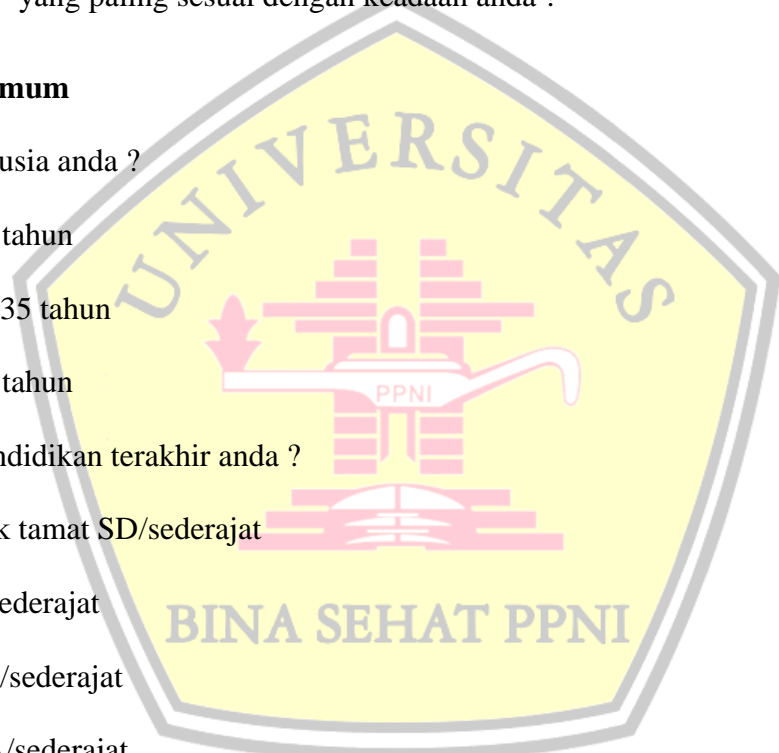 yang paling sesuai dengan keadaan anda ?
mum
usia anda ?
tahun
35 tahun
tahun
ndidikan terakhir anda ?
k tamat SD/sederajat
ederajat
/sederajat
/sederajat
UNIVERSITAS
PPNI
BINA SEHAT PPNI